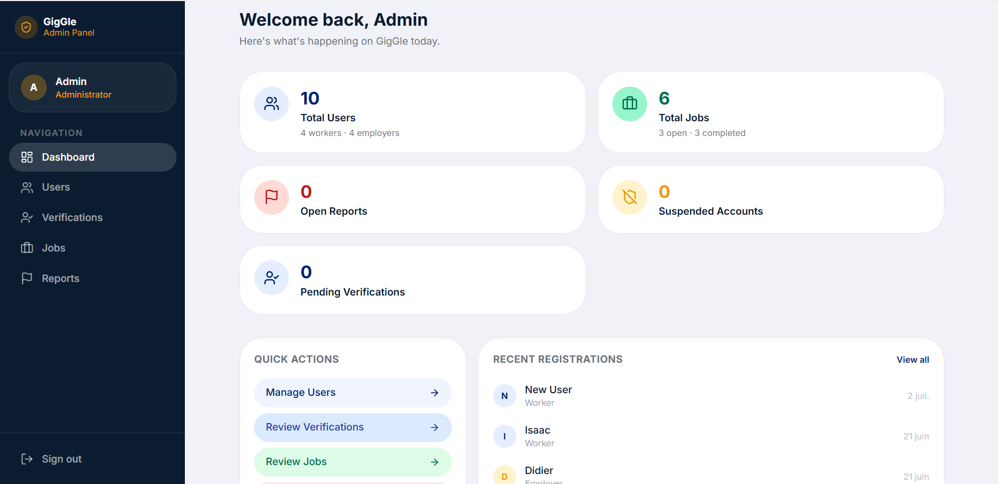 GigGle
Admin Panel
A
Admin
Administrator
NAVIGATION
Dashboard
Users
Verifications
Jobs
Reports
Sign out
Welcome back, Admin
Here's what's happening on GigGle today.
10
Total Users
4 workers · 4 employers
6
Total Jobs
3 open · 3 completed
0
Open Reports
0
Suspended Accounts
0
Pending Verifications
QUICK ACTIONS
Manage Users
Review Verifications
Review Jobs
RECENT REGISTRATIONS
View all
N
New User
Worker
2 juil.
I
Isaac
Worker
21 juin
D
Didier
Employer
21 juin